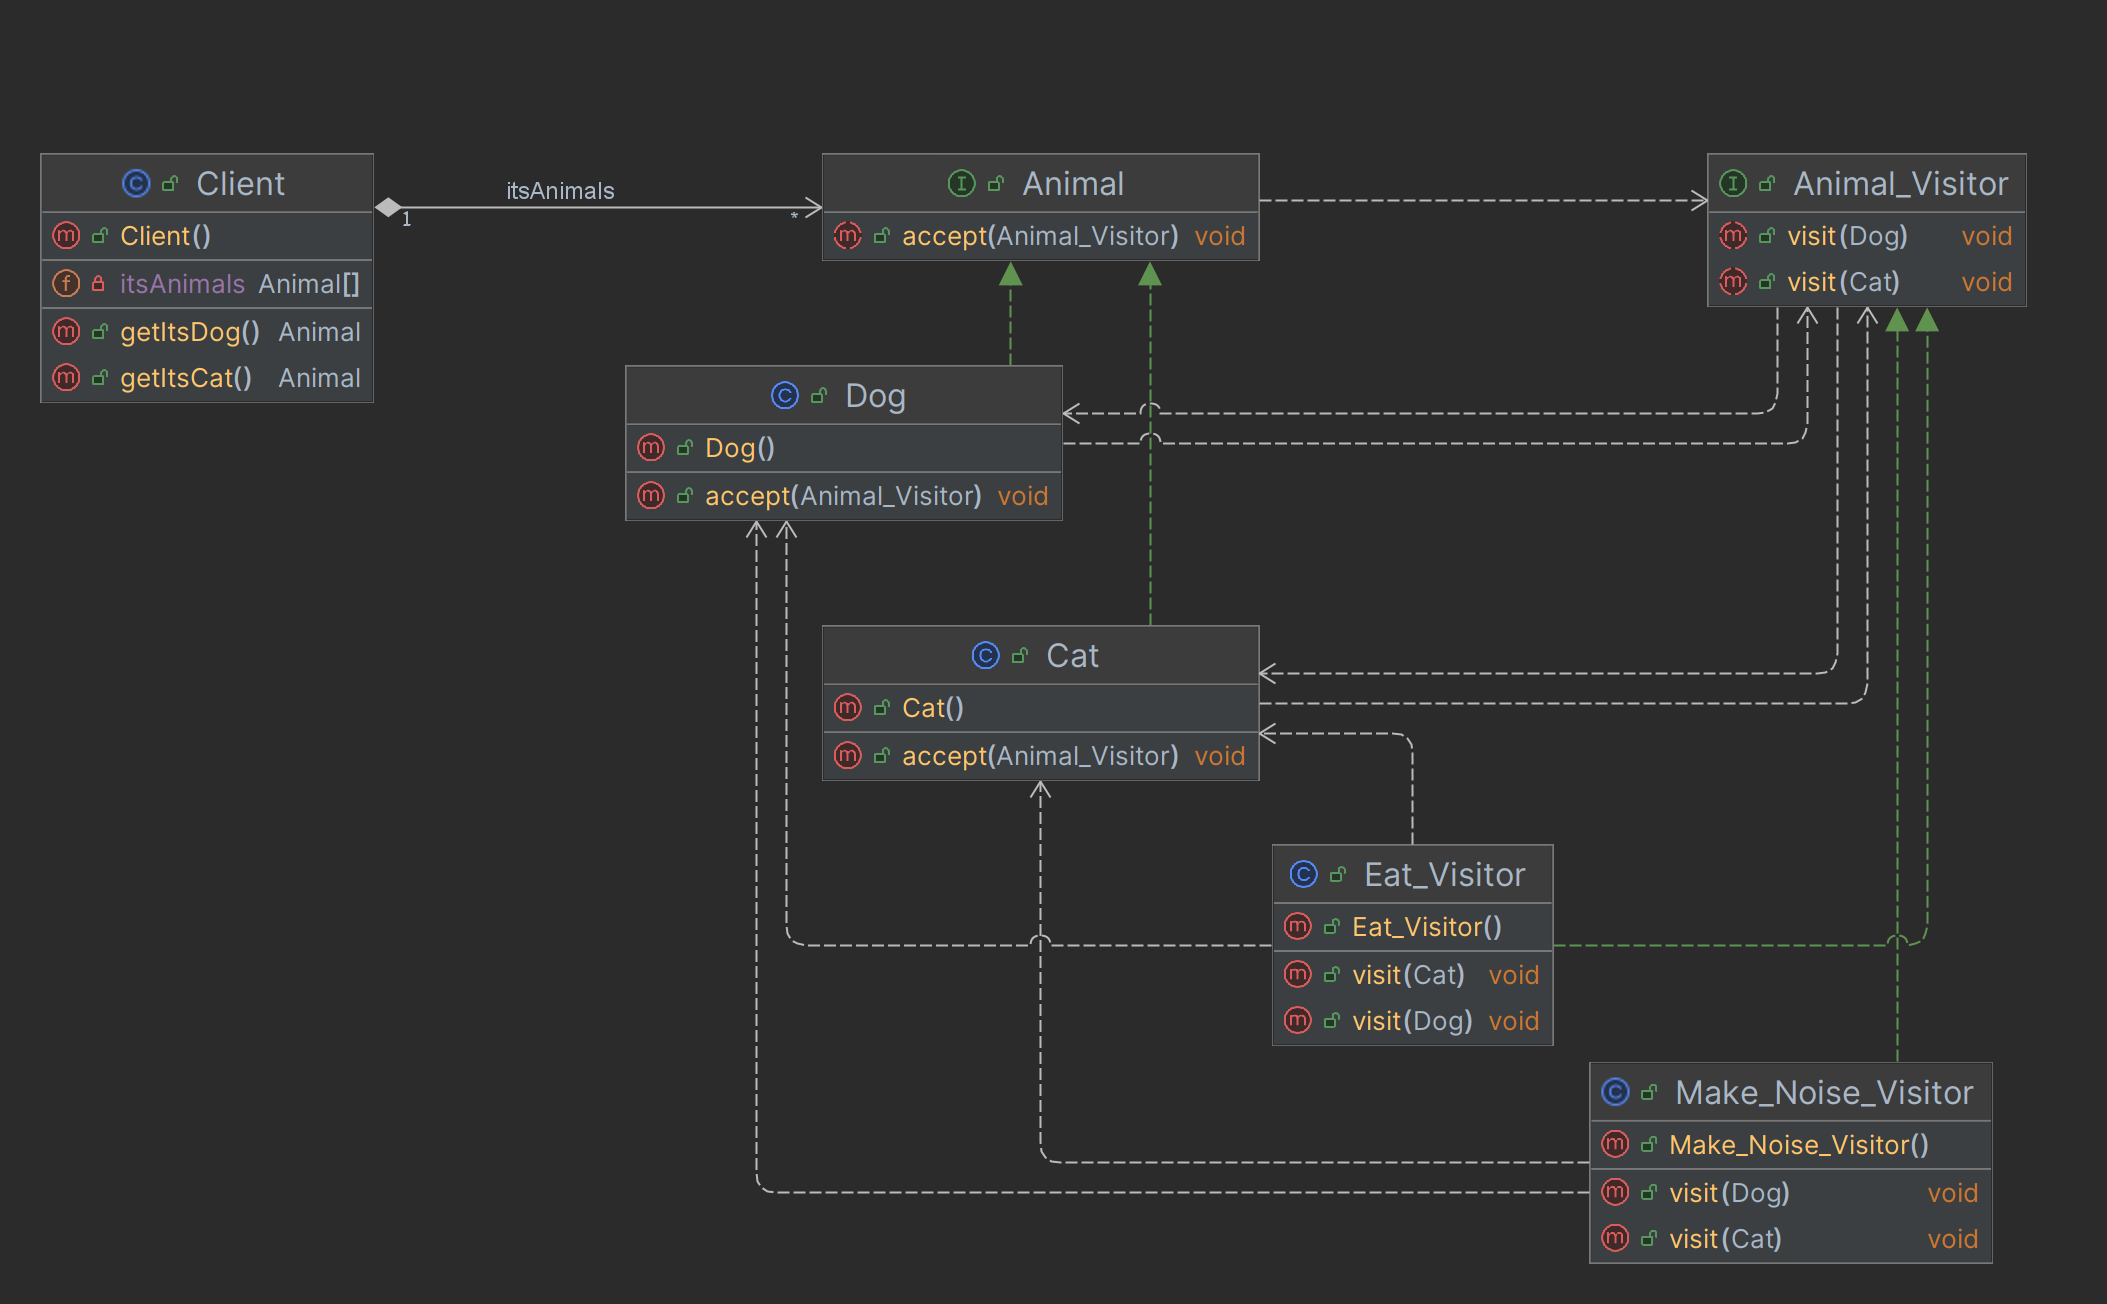 Client
Client()
itsAnimals Animal[]
getItsDog() Animal
getItsCat() Animal
1
itsAnimals
*
Animal
accept(Animal_Visitor) void
Animal_Visitor
visit(Dog) void
visit(Cat) void
Dog
Dog()
accept(Animal_Visitor) void
Cat
Cat()
accept(Animal_Visitor) void
Eat_Visitor
Eat_Visitor()
visit(Cat) void
visit(Dog) void
Make_Noise_Visitor
Make_Noise_Visitor()
visit(Dog) void
visit(Cat) void